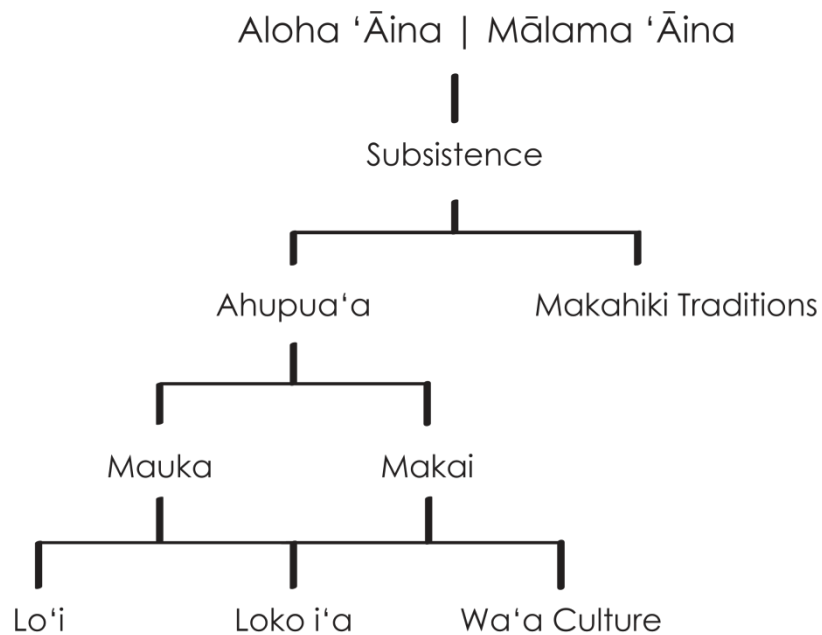 Aloha ʻĀina | Mālama ʻĀina
Subsistence
Ahupuaʻa Makahiki Traditions
Mauka Makai
Loʻi Loko iʻa Waʻa Culture